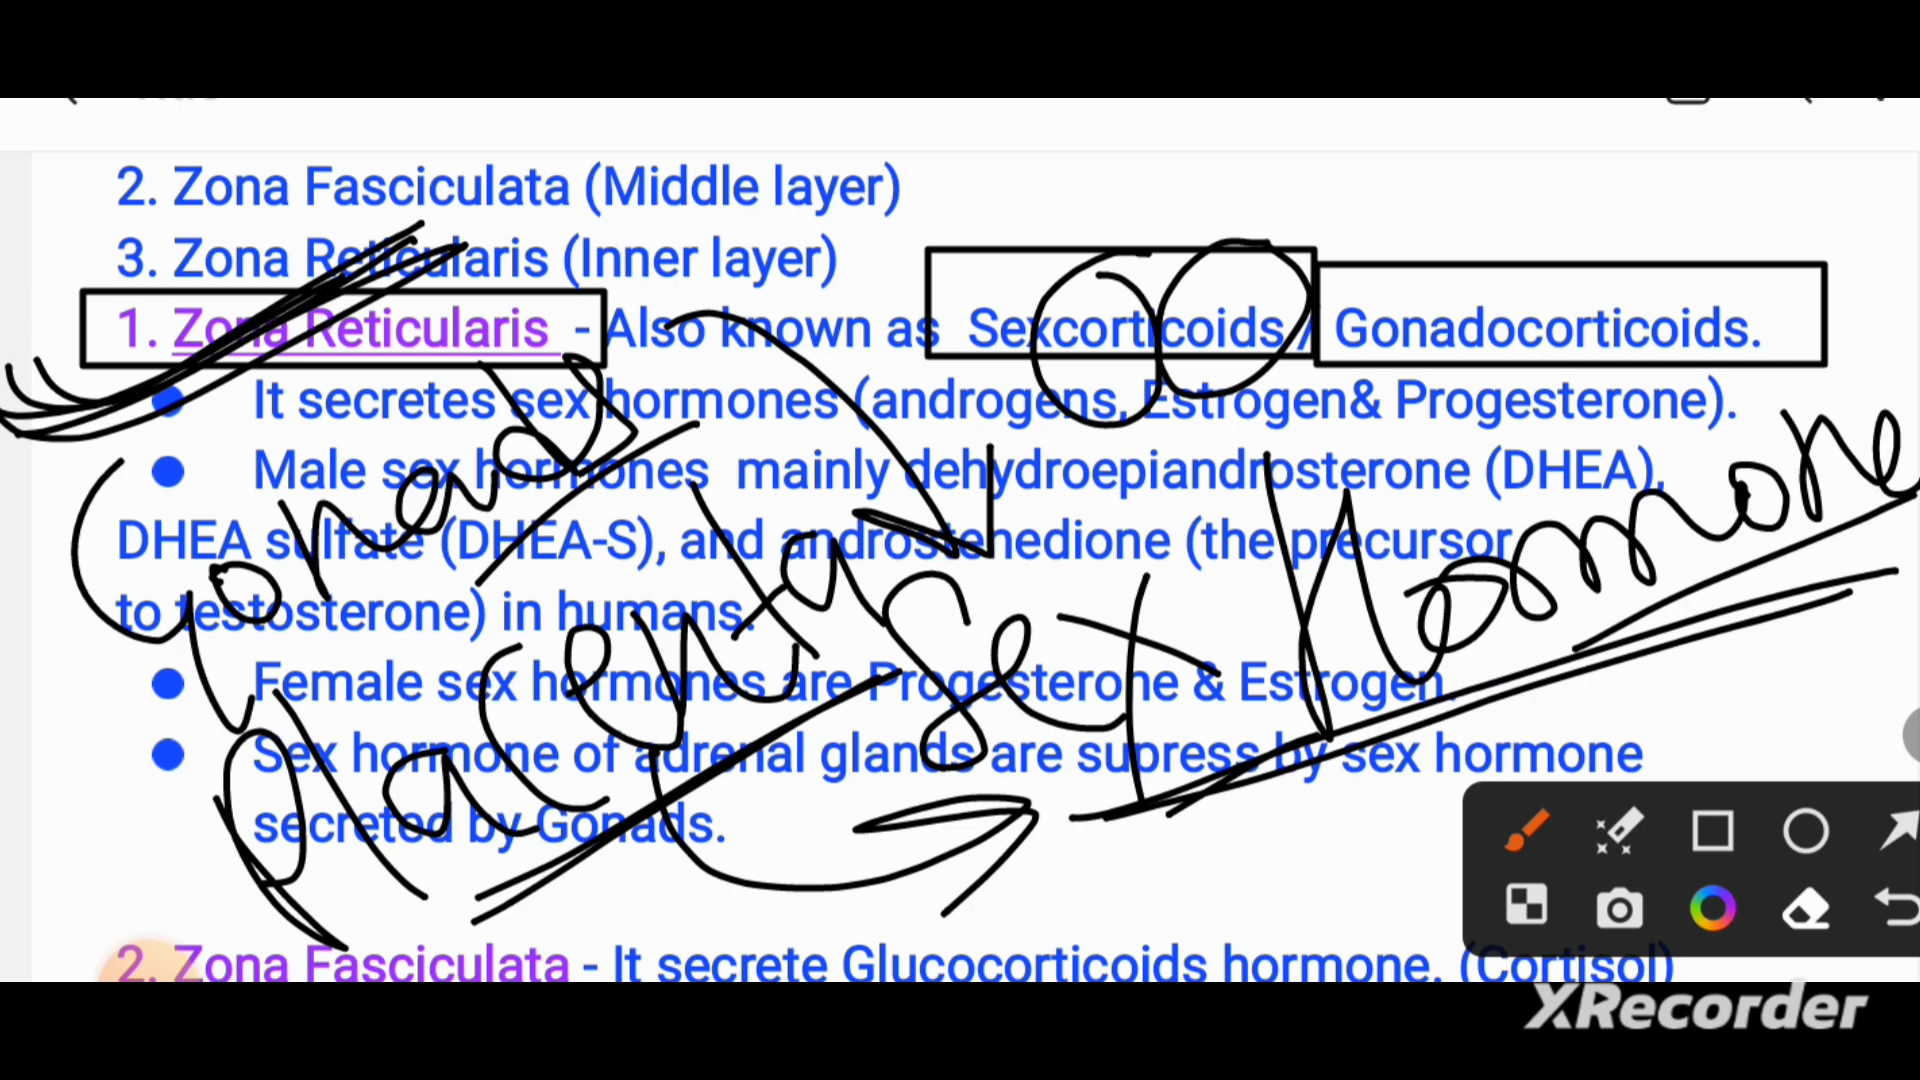 2. Zona Fasciculata (Middle layer)
3. Zona Reticularis (Inner layer)
1. Zona Reticularis - Also known as Sexcorticoids / Gonadocorticoids.
It secretes sex hormones (androgens, Estrogen& Progesterone).
Male sex hormones mainly dehydroepiandrosterone (DHEA),
DHEA sulfate (DHEA-S), and androstenedione (the precursor
to testosterone) in humans.
Female sex hormones are Progesterone & Estrogen.
Sex hormone of adrenal glands are supress by sex hormone
secreted by Gonads.
Gonads
Placenta
Sex Hormone
2. Zona Fasciculata - It secrete Glucocorticoids hormone. (Cortisol)
XRecorder